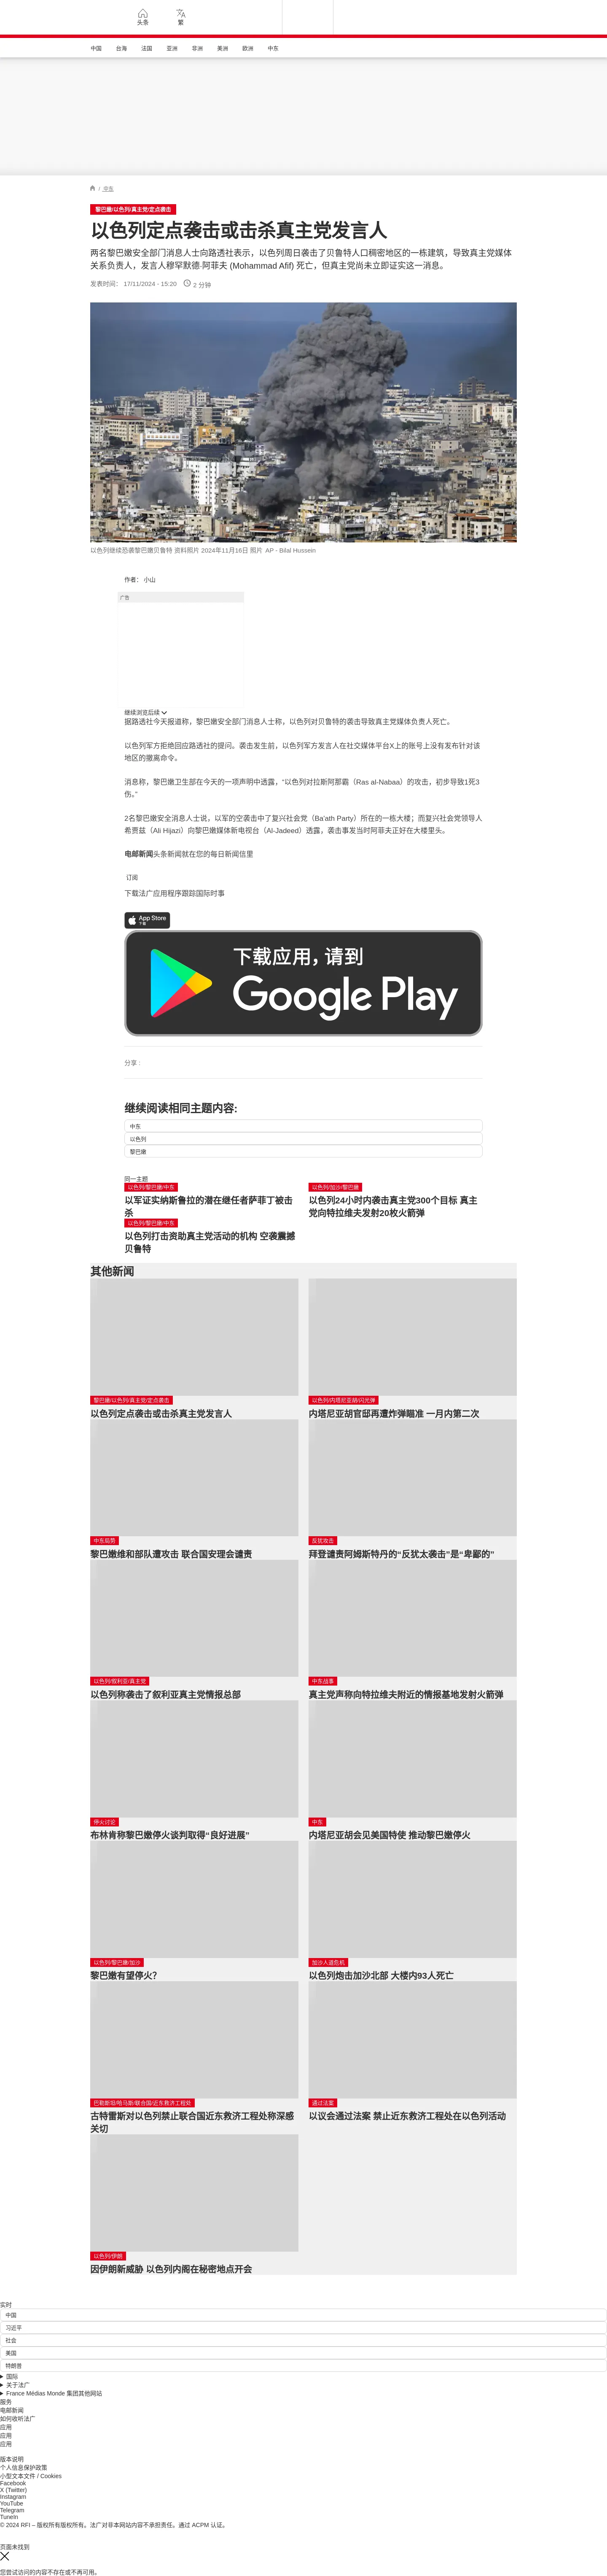 头条
繁
中国 台海 法国 亚洲 非洲 美洲 欧洲 中东
/ 中东
黎巴嫩/以色列/真主党/定点袭击
以色列定点袭击或击杀真主党发言人
两名黎巴嫩安全部门消息人士向路透社表示，以色列周日袭击了贝鲁特人口稠密地区的一栋建筑，导致真主党媒体
关系负责人，发言人穆罕默德·阿菲夫 (Mohammad Afif) 死亡，但真主党尚未立即证实这一消息。
发表时间： 17/11/2024 - 15:20 2 分钟
以色列继续恐袭黎巴嫩贝鲁特 资料照片 2024年11月16日 照片 AP - Bilal Hussein
作者： 小山
广告
继续浏览后续
据路透社今天报道称，黎巴嫩安全部门消息人士称，以色列对贝鲁特的袭击导致真主党媒体负责人死亡。
以色列军方拒绝回应路透社的提问。袭击发生前，以色列军方发言人在社交媒体平台X上的账号上没有发布针对该
地区的撤离命令。
消息称，黎巴嫩卫生部在今天的一项声明中透露，“以色列对拉斯阿那霸（Ras al-Nabaa）的攻击，初步导致1死3
伤。”
2名黎巴嫩安全消息人士说，以军的空袭击中了复兴社会党（Ba'ath Party）所在的一栋大楼；而复兴社会党领导人
希贾兹（Ali Hijazi）向黎巴嫩媒体新电视台（Al-Jadeed）透露，袭击事发当时阿菲夫正好在大楼里头。
电邮新闻头条新闻就在您的每日新闻信里
订阅
下载法广应用程序跟踪国际时事
App Store
下载
下载应用，请到
Google Play
分享 :
继续阅读相同主题内容:
中东
以色列
黎巴嫩
同一主题
以色列/黎巴嫩/中东
以军证实纳斯鲁拉的潜在继任者萨菲丁被击
杀
以色列/加沙/黎巴嫩
以色列24小时内袭击真主党300个目标 真主
党向特拉维夫发射20枚火箭弹
以色列/黎巴嫩/中东
以色列打击资助真主党活动的机构 空袭震撼
贝鲁特
其他新闻
黎巴嫩/以色列/真主党/定点袭击
以色列定点袭击或击杀真主党发言人
以色列/内塔尼亚胡/闪光弹
内塔尼亚胡官邸再遭炸弹瞄准 一月内第二次
中东局势
黎巴嫩维和部队遭攻击 联合国安理会谴责
反犹攻击
拜登谴责阿姆斯特丹的“反犹太袭击”是“卑鄙的”
以色列/叙利亚/真主党
以色列称袭击了叙利亚真主党情报总部
中东战事
真主党声称向特拉维夫附近的情报基地发射火箭弹
停火讨论
布林肯称黎巴嫩停火谈判取得“良好进展”
中东
内塔尼亚胡会见美国特使 推动黎巴嫩停火
以色列/黎巴嫩/加沙
黎巴嫩有望停火?
加沙人道危机
以色列炮击加沙北部 大楼内93人死亡
巴勒斯坦/哈马斯/联合国/近东救济工程处
古特雷斯对以色列禁止联合国近东救济工程处称深感
关切
通过法案
以议会通过法案 禁止近东救济工程处在以色列活动
以色列/伊朗
因伊朗新威胁 以色列内阁在秘密地点开会
实时
中国
习近平
社会
美国
特朗普
国际
关于法广
France Médias Monde 集团其他网站
服务
电邮新闻
如何收听法广
应用
应用
应用
版本说明
个人信息保护政策
小型文本文件 / Cookies
Facebook
X (Twitter)
Instagram
YouTube
Telegram
TuneIn
© 2024 RFI – 版权所有版权所有。法广对非本网站内容不承担责任。通过 ACPM 认证。
页面未找到
您尝试访问的内容不存在或不再可用。